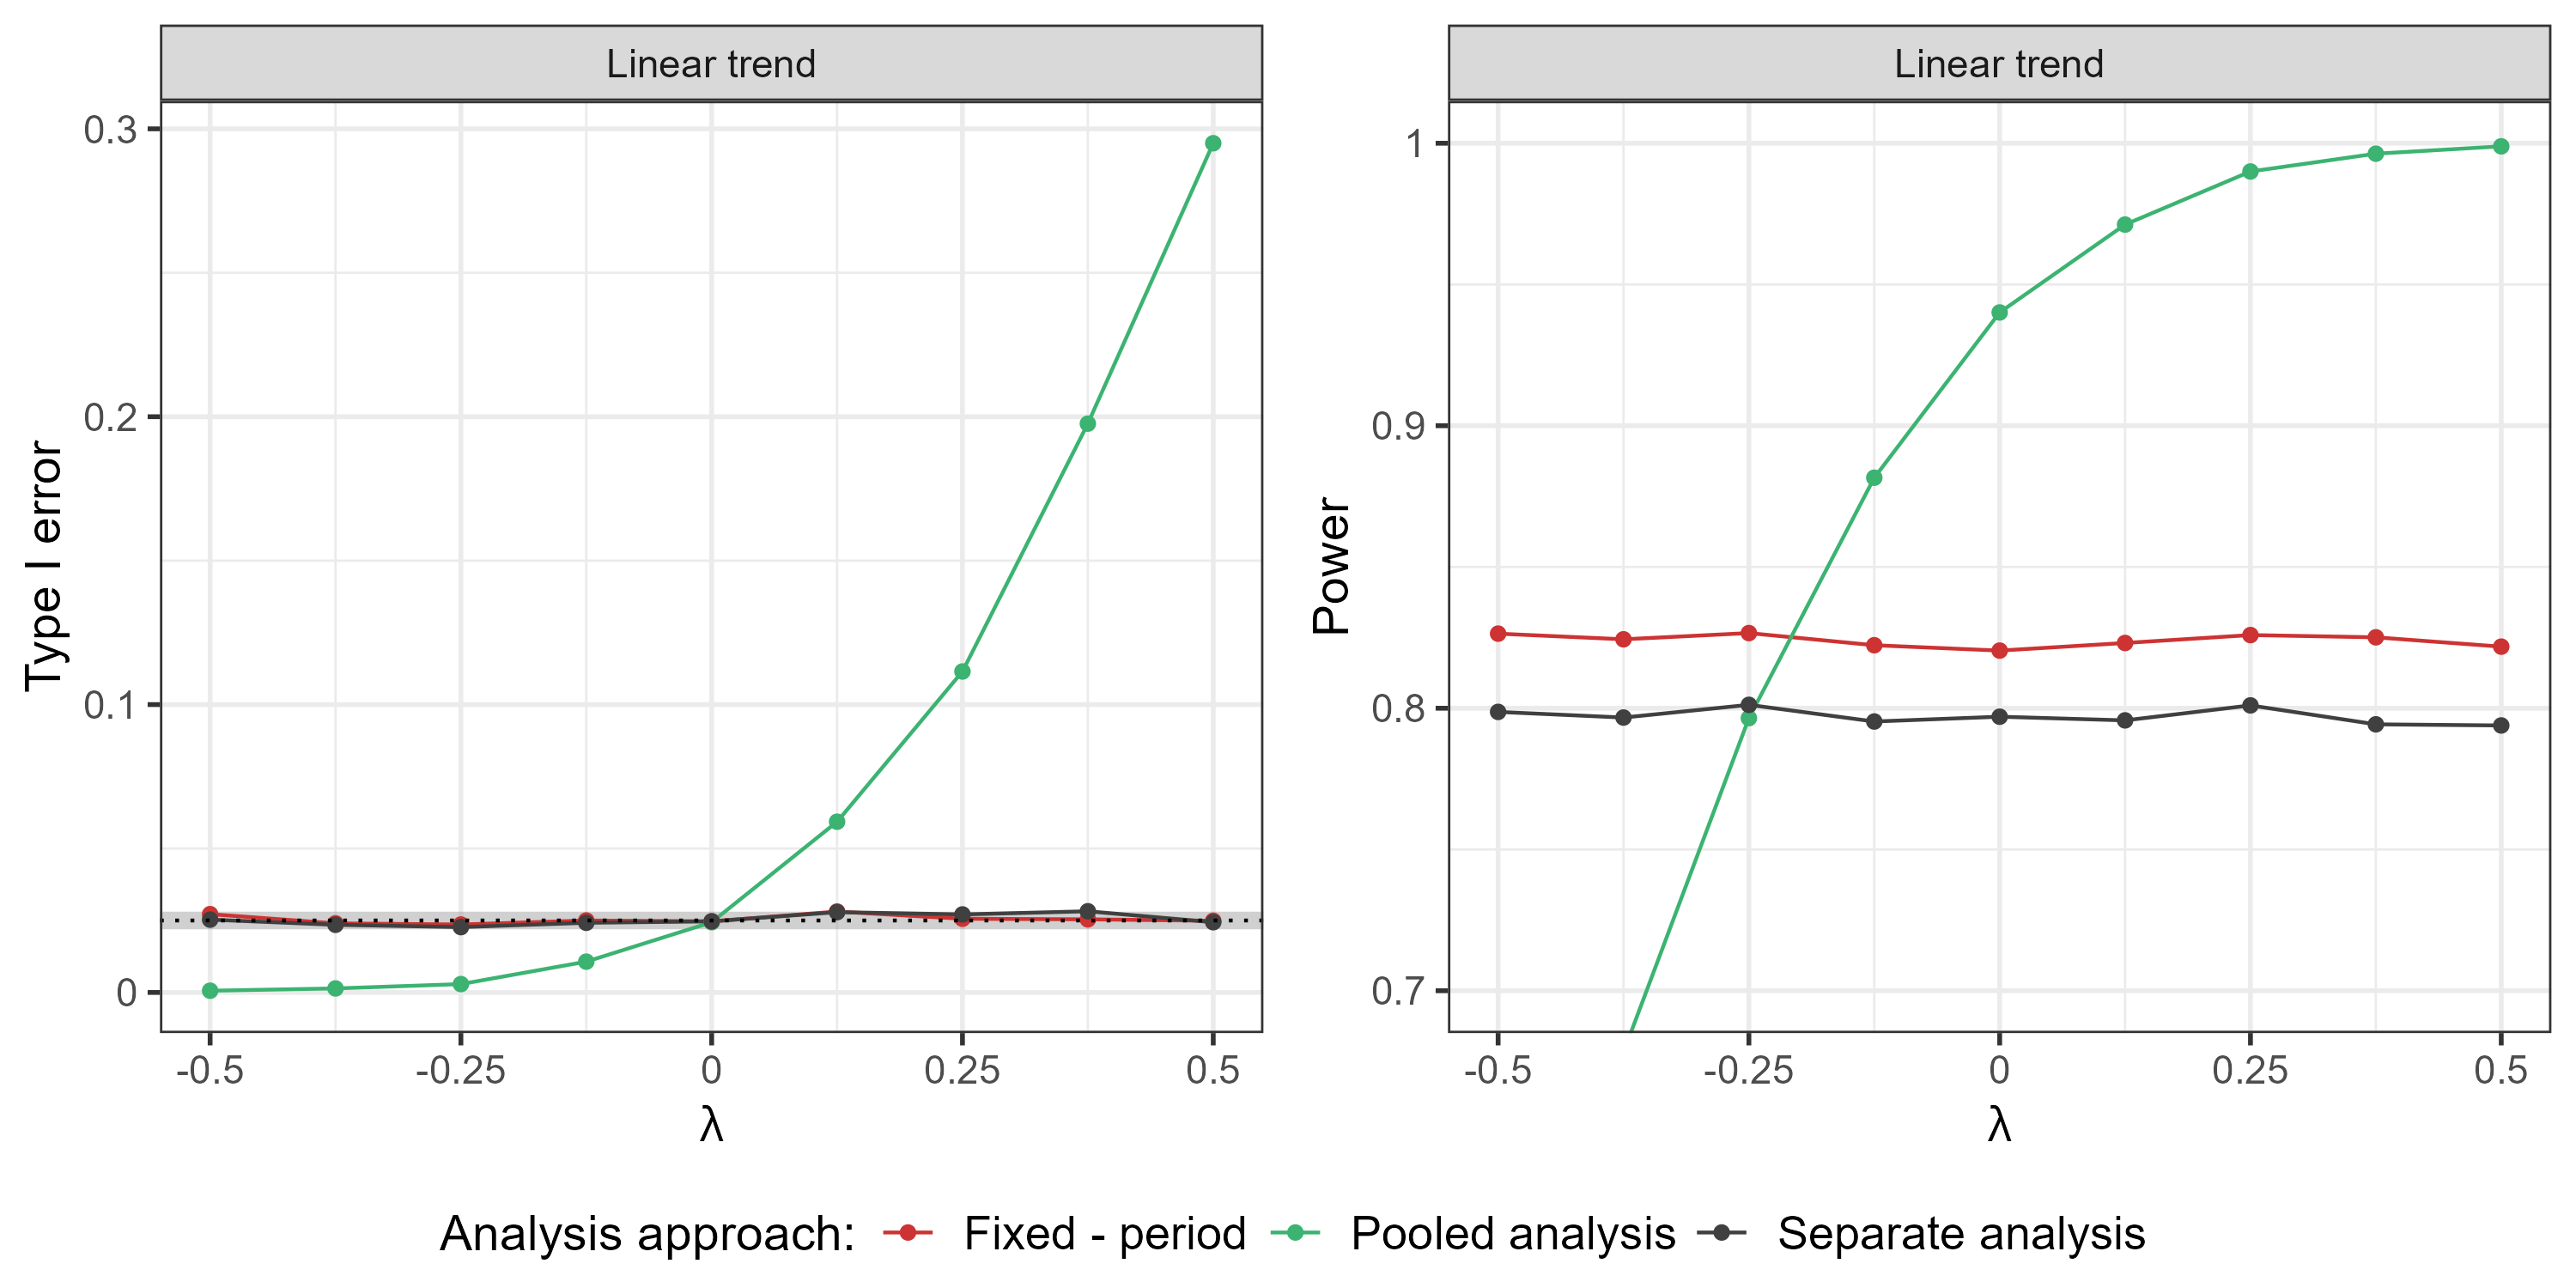 Linear trend
Type I error
0.3
0.2
0.1
0
-0.5 -0.25 0 0.25 0.5
λ
Linear trend
Power
1
0.9
0.8
0.7
-0.5 -0.25 0 0.25 0.5
λ
Analysis approach: Fixed - period Pooled analysis Separate analysis